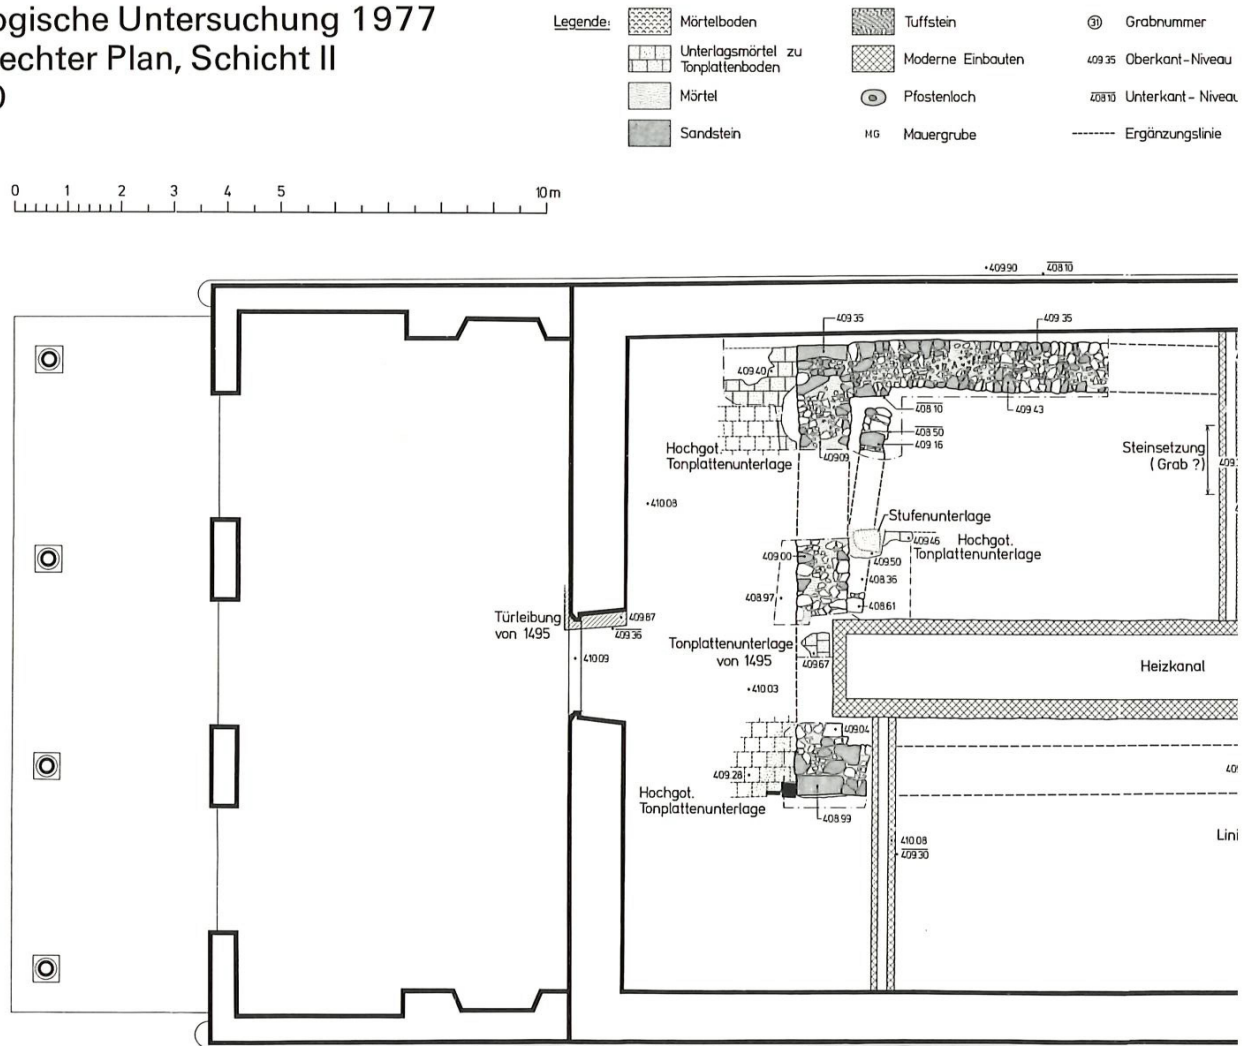 ogische Untersuchung 1977
echter Plan, Schicht II
Legende:
Mörtelboden
Unterlagsmörtel zu
Tonplattenboden
Mörtel
Sandstein
Tuffstein
Moderne Einbauten
Pfostenloch
MG Mauergrube
31 Grabnummer
409.35 Oberkant-Niveau
408.10 Unterkant-Niveau
Ergänzungslinie
0 1 2 3 4 5 10 m
409.90 408.10
409.35 409.35
409.40
408.10 409.43
408.50
409.16
409.09
Hochgot.
Tonplattenunterlage
Steinsetzung
(Grab ?)
409.
410.08
Stufenunterlage
409.46 Hochgot.
Tonplattenunterlage
409.00
409.50
408.36
408.97
408.61
Türleibung
von 1495
409.87
409.36
Tonplattenunterlage
von 1495
409.67
410.09
Heizkanal
410.03
409.04
409.28
Hochgot.
Tonplattenunterlage
408.99
40
410.08
409.30
Lini